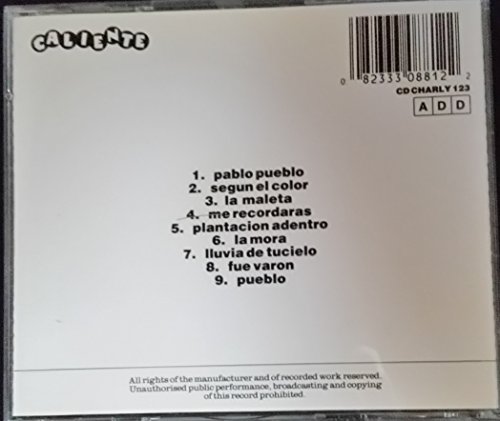 CALIENTE
0 82333 08812 2
CD CHARLY 123
A D D
1. pablo pueblo
2. segun el color
3. la maleta
4. me recordaras
5. plantacion adentro
6. la mora
7. lluvia de tucielo
8. fue varon
9. pueblo
All rights of the manufacturer and of recorded work reserved.
Unauthorised public performance, broadcasting and copying
of this record prohibited.